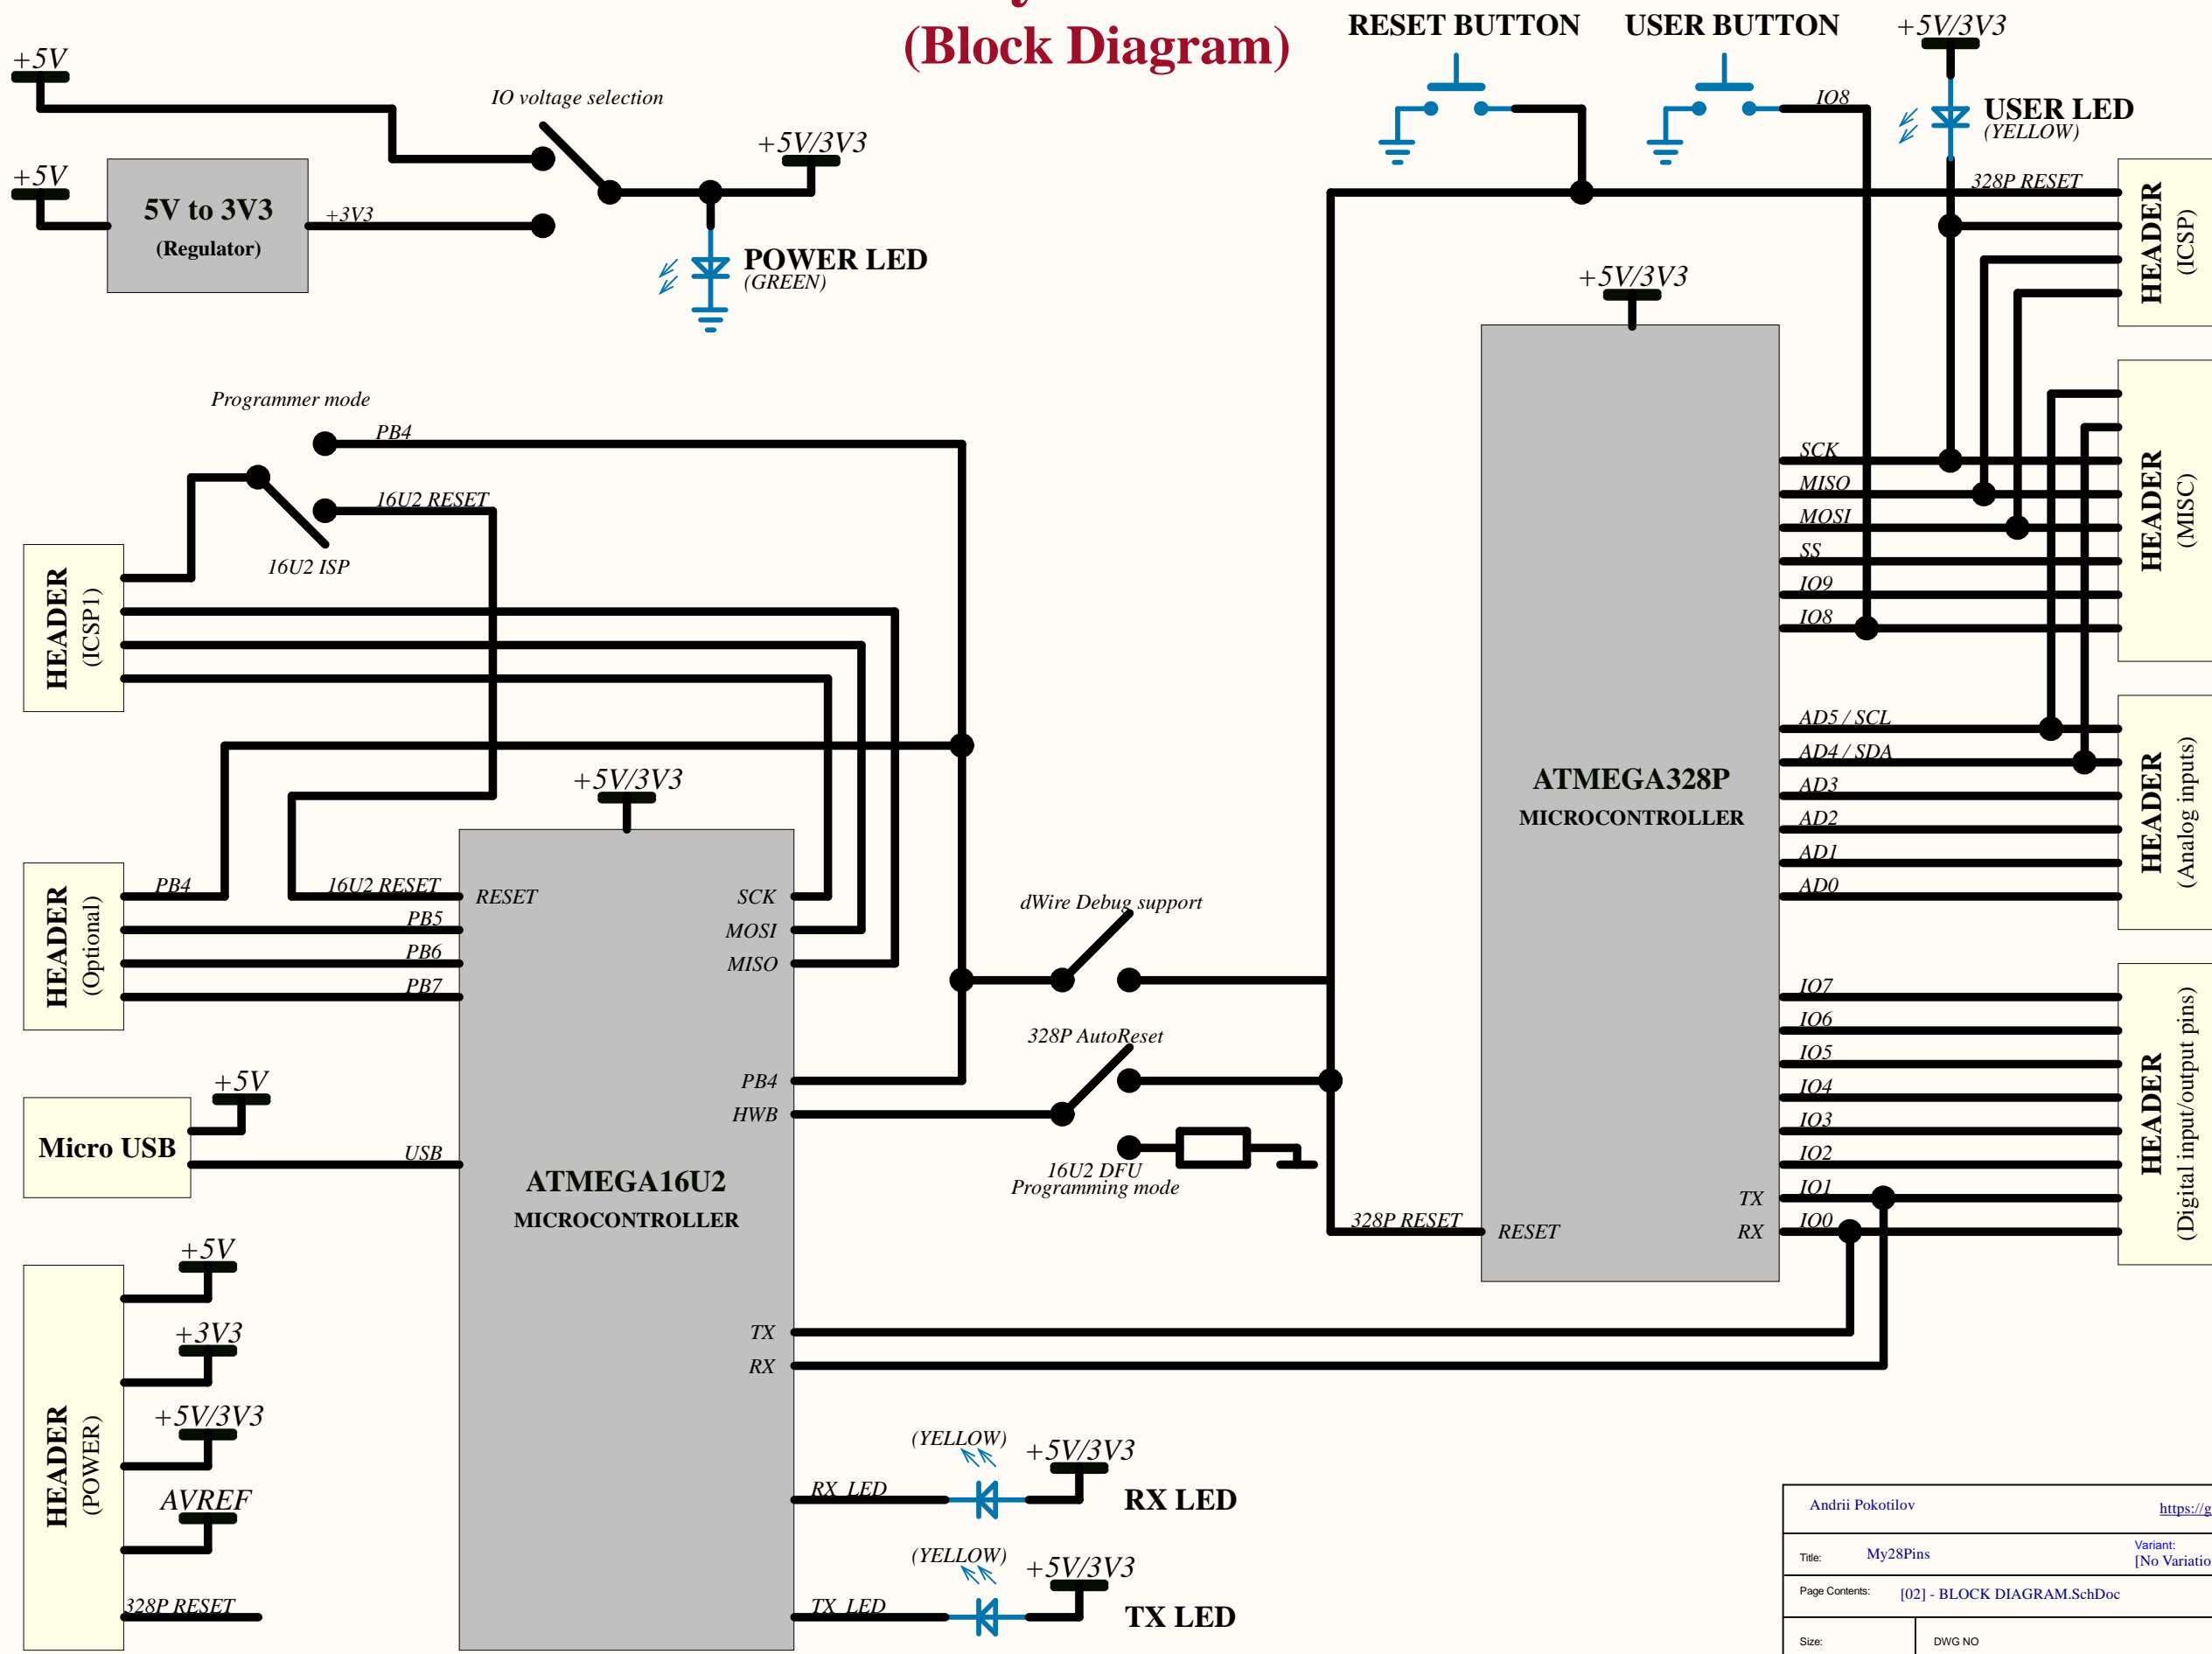 (Block Diagram)
RESET BUTTON
USER BUTTON
+5V/3V3
+5V
IO voltage selection
IO8
USER LED
(YELLOW)
+5V/3V3
+5V
5V to 3V3
(Regulator)
+3V3
POWER LED
(GREEN)
328P RESET
HEADER
(ICSP)
+5V/3V3
Programmer mode
PB4
16U2 RESET
16U2 ISP
HEADER
(ICSP1)
SCK
MISO
MOSI
SS
IO9
IO8
HEADER
(MISC)
+5V/3V3
AD5 / SCL
AD4 / SDA
AD3
AD2
AD1
AD0
HEADER
(Analog inputs)
ATMEGA328P
MICROCONTROLLER
HEADER
(Optional)
PB4
16U2 RESET
PB5
PB6
PB7
RESET
SCK
MOSI
MISO
dWire Debug support
328P AutoReset
PB4
HWB
16U2 DFU
Programming mode
IO7
IO6
IO5
IO4
IO3
IO2
IO1
IO0
TX
RX
HEADER
(Digital input/output pins)
328P RESET
RESET
+5V
Micro USB
USB
ATMEGA16U2
MICROCONTROLLER
TX
RX
HEADER
(POWER)
+5V
+3V3
+5V/3V3
AVREF
328P RESET
(YELLOW)
+5V/3V3
RX LED
RX LED
(YELLOW)
+5V/3V3
TX LED
TX LED
Andrii Pokotilov
https://g
Title:
My28Pins
Variant:
[No Variatio
Page Contents:
[02] - BLOCK DIAGRAM.SchDoc
Size:
DWG NO